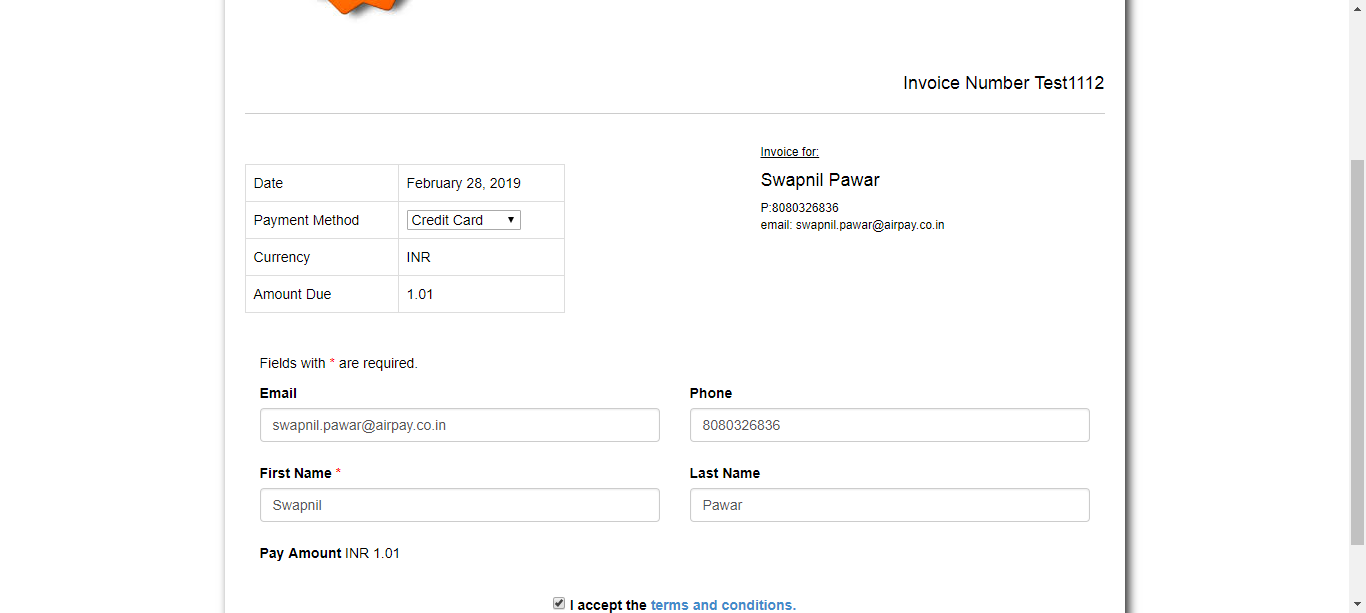 Invoice Number Test1112
Invoice for:
Swapnil Pawar
P:8080326836
email: swapnil.pawar@airpay.co.in
Date February 28, 2019
Payment Method Credit Card
Currency INR
Amount Due 1.01
Fields with * are required.
Email Phone
swapnil.pawar@airpay.co.in 8080326836
First Name * Last Name
Swapnil Pawar
Pay Amount INR 1.01
I accept the terms and conditions.